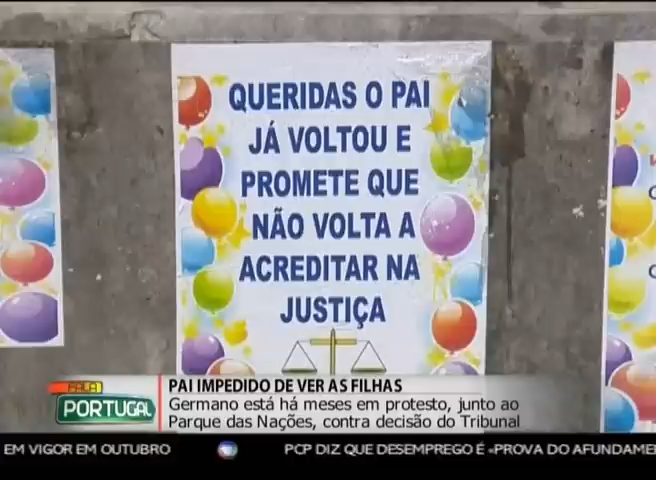 QUERIDAS O PAI
JÁ VOLTOU E
PROMETE QUE
NÃO VOLTA A
ACREDITAR NA
JUSTIÇA
FALA
PORTUGAL
PAI IMPEDIDO DE VER AS FILHAS
Germano está há meses em protesto, junto ao
Parque das Nações, contra decisão do Tribunal
EM VIGOR EM OUTUBRO PCP DIZ QUE DESEMPREGO É «PROVA DO AFUNDAME